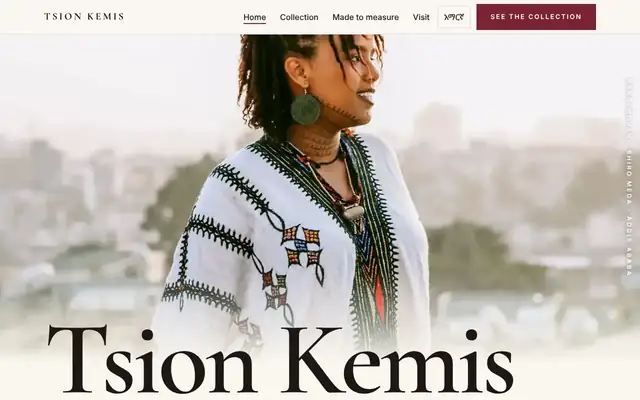 TSION KEMIS
Home
Collection
Made to measure
Visit
አማርኛ
SEE THE COLLECTION
SHIRO MEDA · ADDIS ABABA
Tsion Kemis